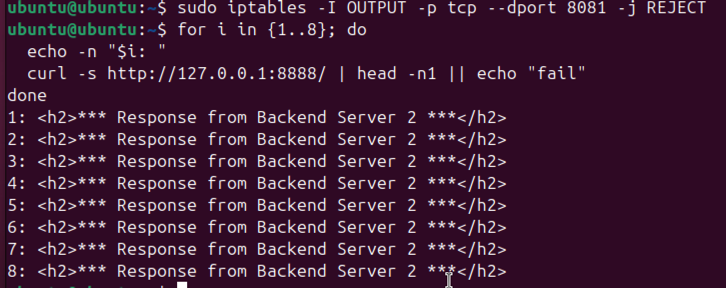 ubuntu@ubuntu:~$ sudo iptables -I OUTPUT -p tcp --dport 8081 -j REJECT
ubuntu@ubuntu:~$ for i in {1..8}; do
  echo -n "$i: "
  curl -s http://127.0.0.1:8888/ | head -n1 || echo "fail"
done
1: <h2>*** Response from Backend Server 2 ***</h2>
2: <h2>*** Response from Backend Server 2 ***</h2>
3: <h2>*** Response from Backend Server 2 ***</h2>
4: <h2>*** Response from Backend Server 2 ***</h2>
5: <h2>*** Response from Backend Server 2 ***</h2>
6: <h2>*** Response from Backend Server 2 ***</h2>
7: <h2>*** Response from Backend Server 2 ***</h2>
8: <h2>*** Response from Backend Server 2 ***</h2>